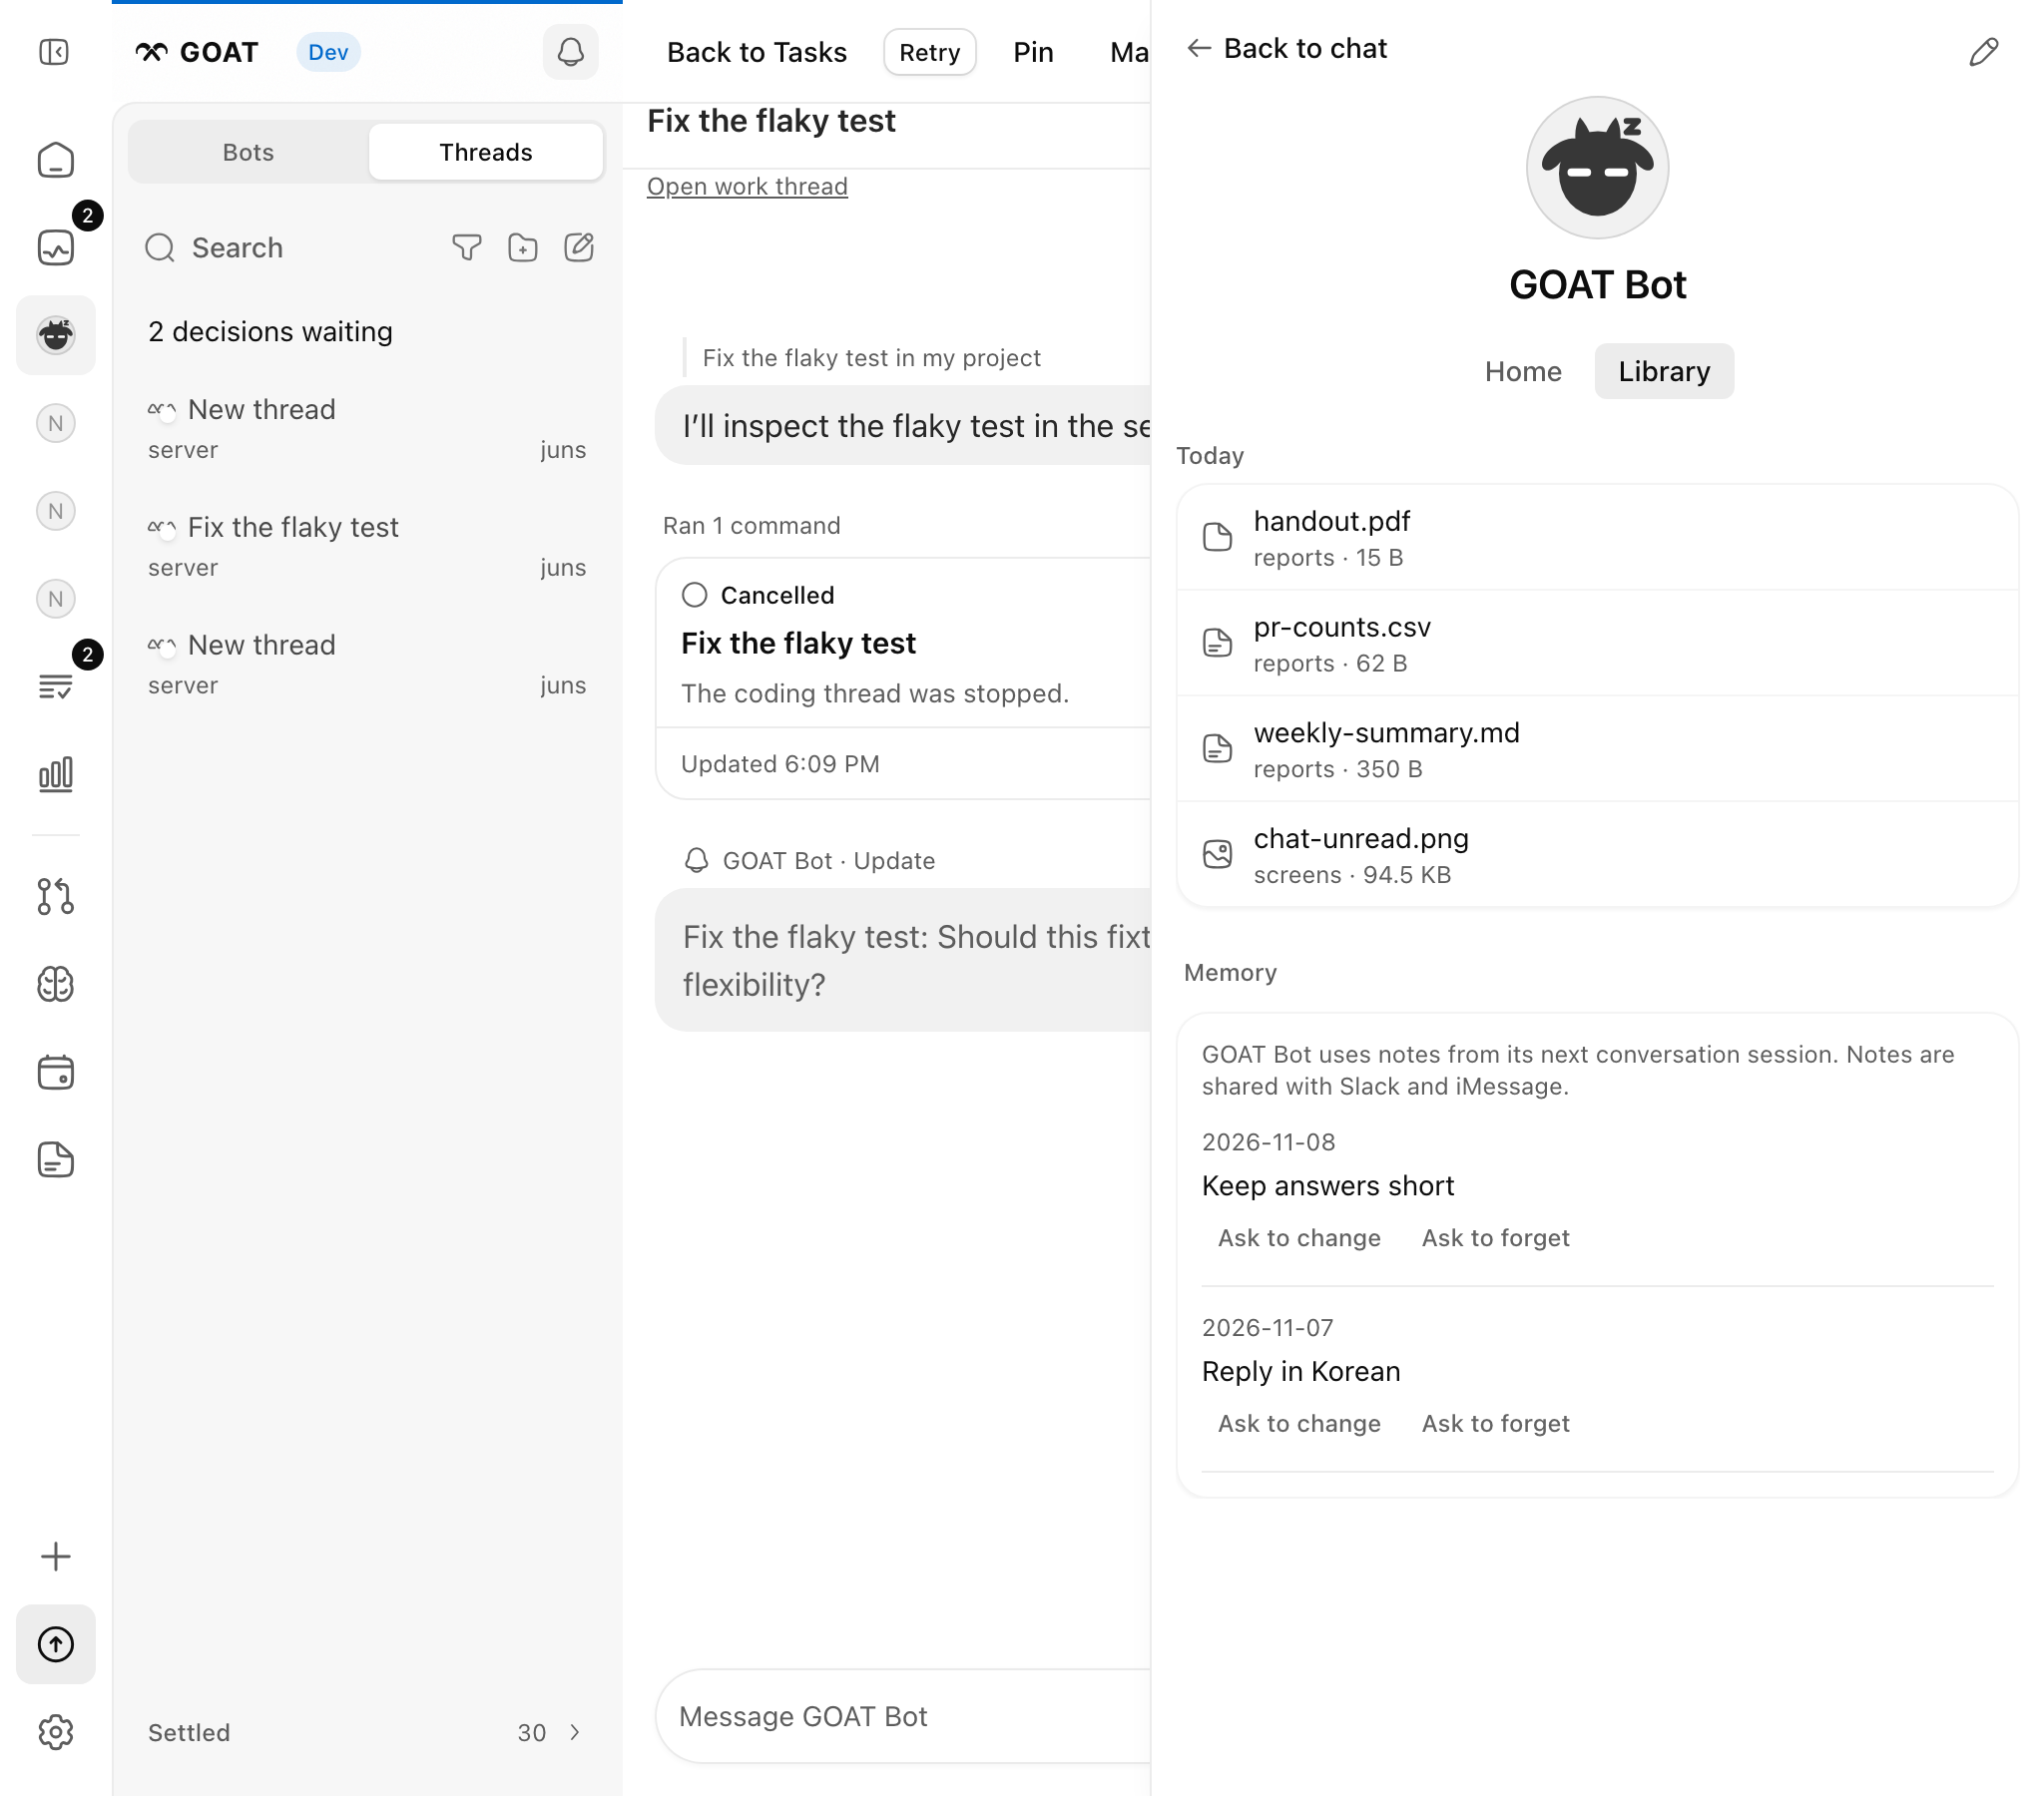 GOAT
Dev
Back to Tasks
Retry
Pin
Ma
Back to chat
Bots
Threads
Search
2 decisions waiting
New thread
server
juns
Fix the flaky test
server
juns
New thread
server
juns
Settled
30
2
N
N
N
2
Fix the flaky test
Open work thread
Fix the flaky test in my project
I’ll inspect the flaky test in the se
Ran 1 command
Cancelled
Fix the flaky test
The coding thread was stopped.
Updated 6:09 PM
GOAT Bot · Update
Fix the flaky test: Should this fixt
flexibility?
Message GOAT Bot
z
GOAT Bot
Home
Library
Today
handout.pdf
reports · 15 B
pr-counts.csv
reports · 62 B
weekly-summary.md
reports · 350 B
chat-unread.png
screens · 94.5 KB
Memory
GOAT Bot uses notes from its next conversation session. Notes are
shared with Slack and iMessage.
2026-11-08
Keep answers short
Ask to change
Ask to forget
2026-11-07
Reply in Korean
Ask to change
Ask to forget